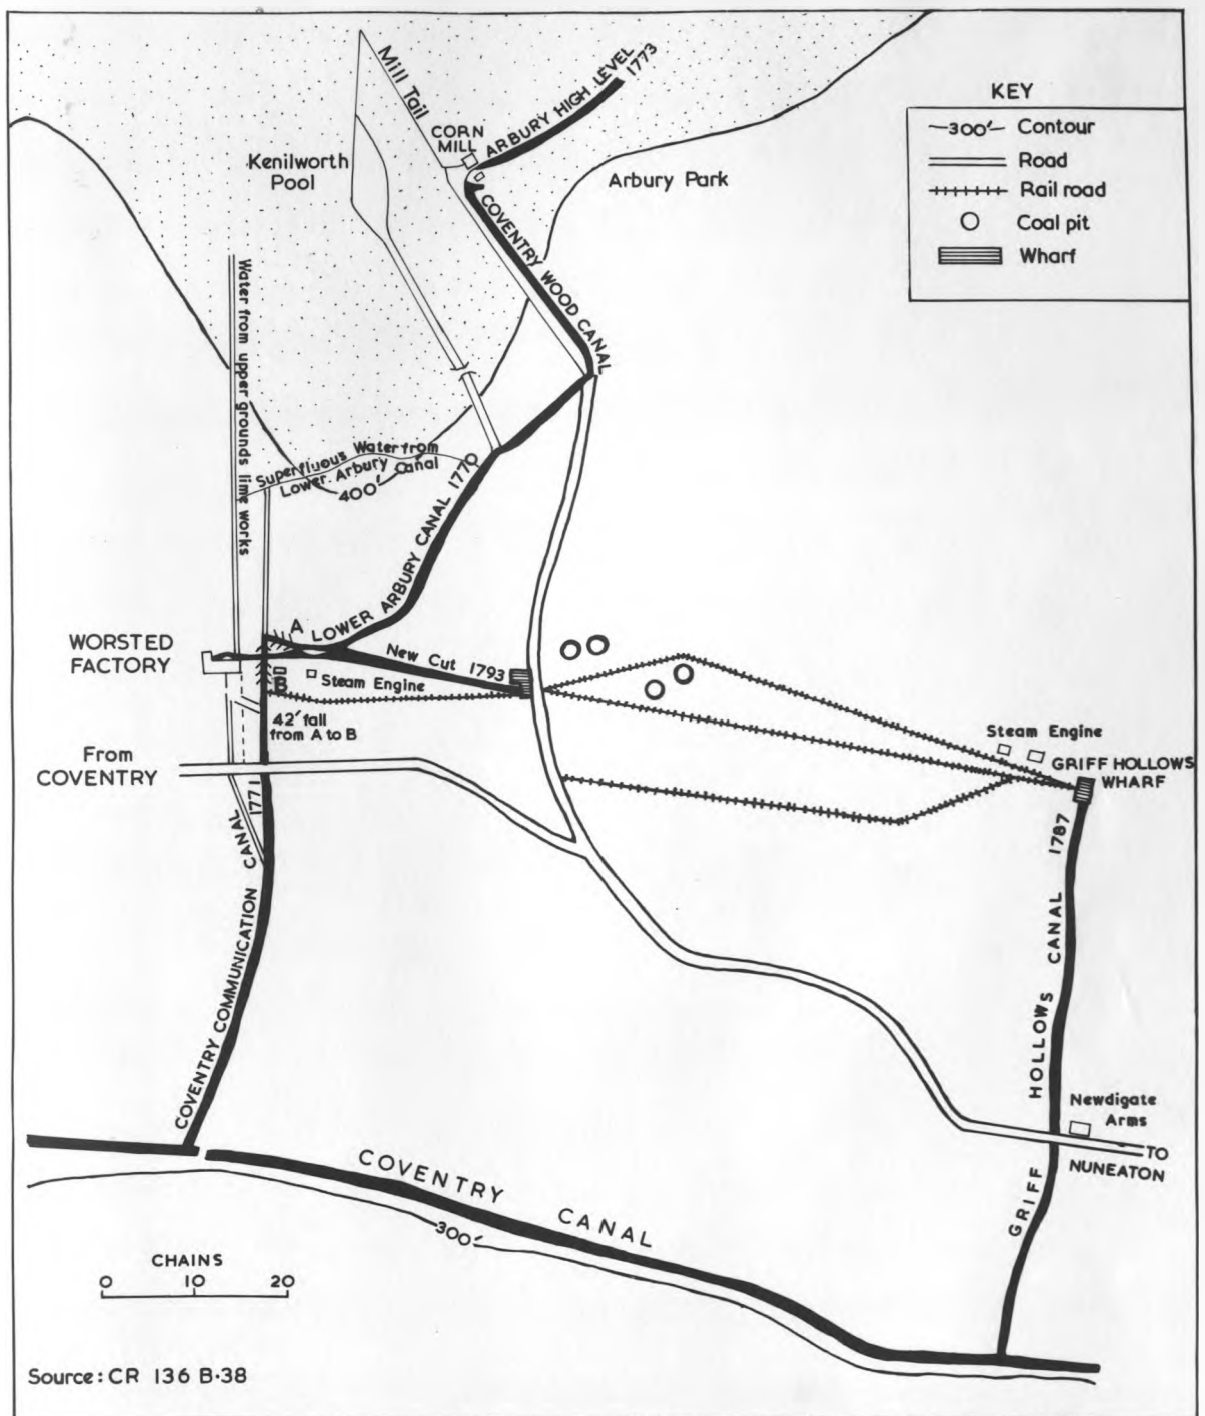 KEY
300' Contour
Road
Rail road
Coal pit
Wharf
Mill Tail
CORN
MILL
ARBURY HIGH LEVEL
1773
Kenilworth
Pool
Arbury Park
COVENTRY WOOD CANAL
Water from upper grounds lime works
Superfluous Water from
Lower Arbury Canal
400'
LOWER ARBURY CANAL 1770
A
WORSTED
FACTORY
New Cut 1793
B
Steam Engine
42' fall
from A to B
From
COVENTRY
Steam Engine
GRIFF HOLLOWS
WHARF
COVENTRY COMMUNICATION CANAL 1771
GRIFF HOLLOWS CANAL 1787
Newdigate
Arms
TO
NUNEATON
COVENTRY CANAL
300'
CHAINS
0 10 20
Source: CR 136 B·38